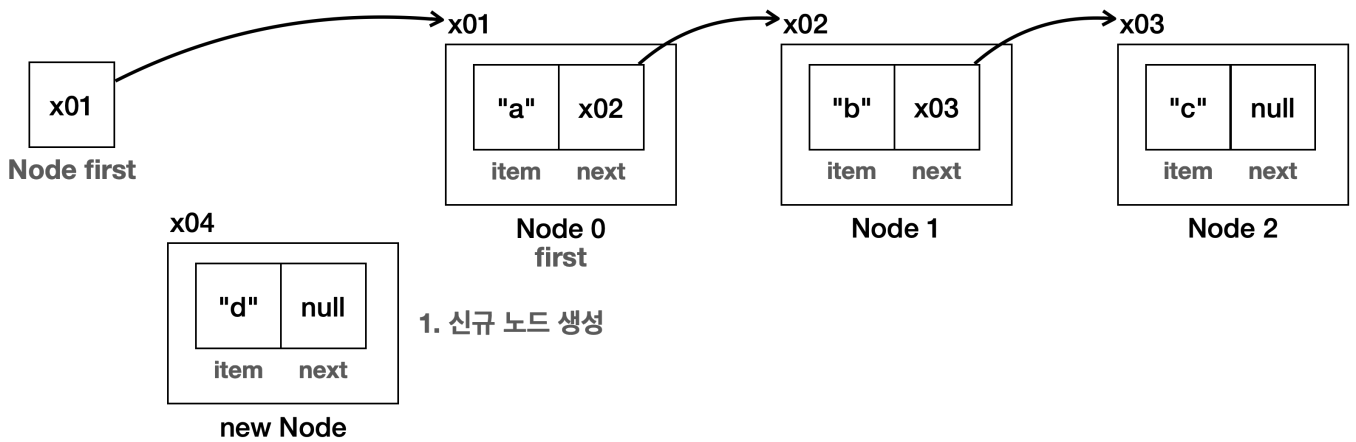 x01
Node first
x01
"a" x02
item next
Node 0
first
x02
"b" x03
item next
Node 1
x03
"c" null
item next
Node 2
x04
"d" null
item next
new Node
1. 신규 노드 생성